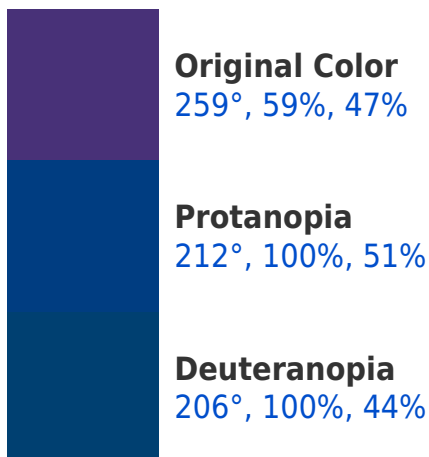 Original Color
259°, 59%, 47%
Protanopia
212°, 100%, 51%
Deuteranopia
206°, 100%, 44%